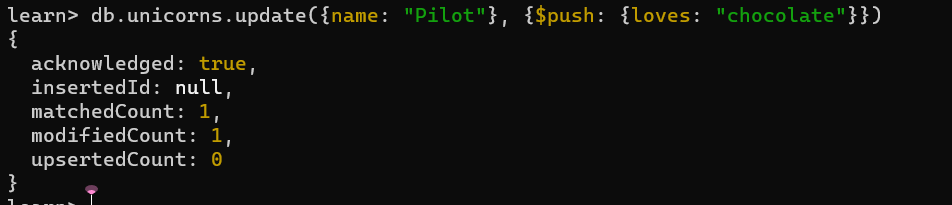 learn> db.unicorns.update({name: "Pilot"}, {$push: {loves: "chocolate"}})
{
  acknowledged: true,
  insertedId: null,
  matchedCount: 1,
  modifiedCount: 1,
  upsertedCount: 0
}
learn>